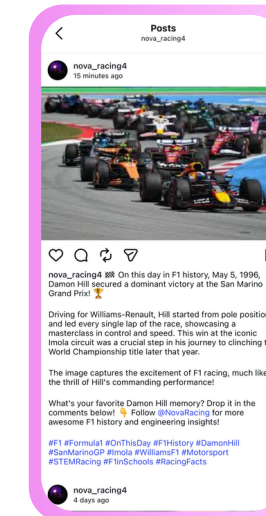 Posts
nova_racing4
nova_racing4
15 minutes ago
nova_racing4 🏁 On this day in F1 history, May 5, 1996,
Damon Hill secured a dominant victory at the San Marino
Grand Prix! 🏆
Driving for Williams-Renault, Hill started from pole
and led every single lap of the race, showcasing a
masterclass in control and speed. This win at the iconic
Imola circuit was a crucial step in his journey to clinching
World Championship title later that year.
The image captures the excitement of F1 racing, much like
the thrill of Hill's commanding performance!
What's your favorite Damon Hill memory? Drop it in the
comments below! 👇 Follow @NovaRacing for more
awesome F1 history and engineering insights!
#F1 #Formula1 #OnThisDay #F1History #DamonHill
#SanMarinoGP #Imola #WilliamsF1 #Motorsport
#STEMRacing #F1inSchools #RacingFacts
nova_racing4
4 days ago